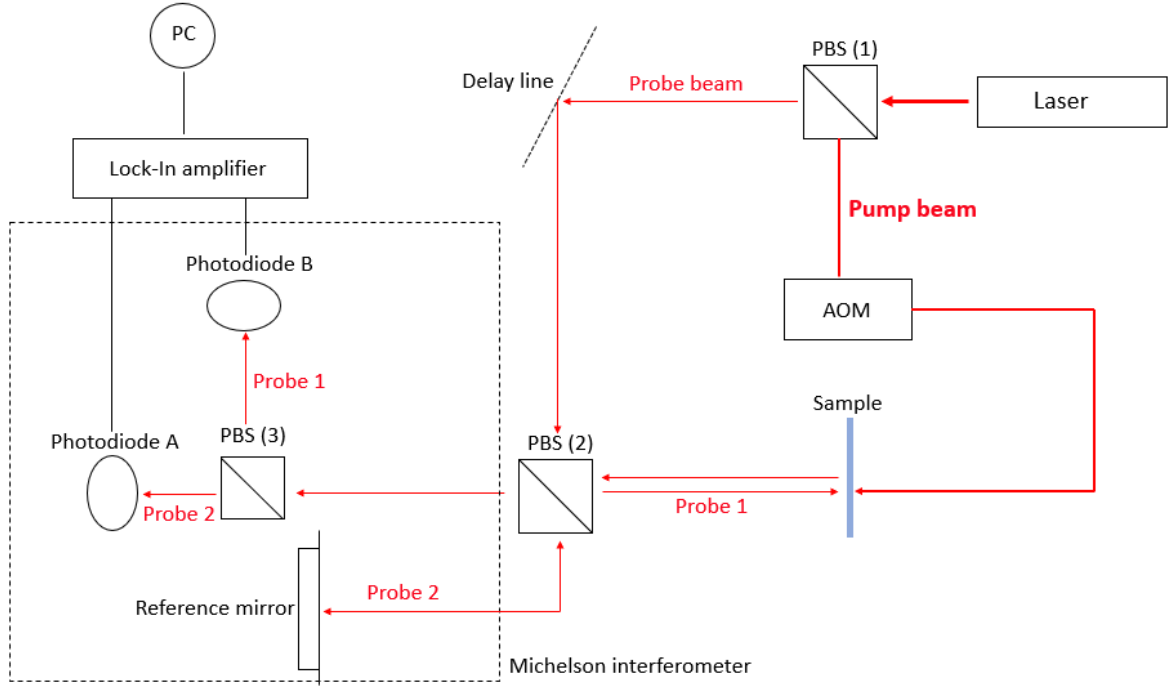 PC
PBS (1)
Delay line
Probe beam
Laser
Lock-In amplifier
Pump beam
Photodiode B
AOM
Probe 1
Sample
Photodiode A
PBS (3)
PBS (2)
Probe 2
Probe 1
Reference mirror
Probe 2
Michelson interferometer